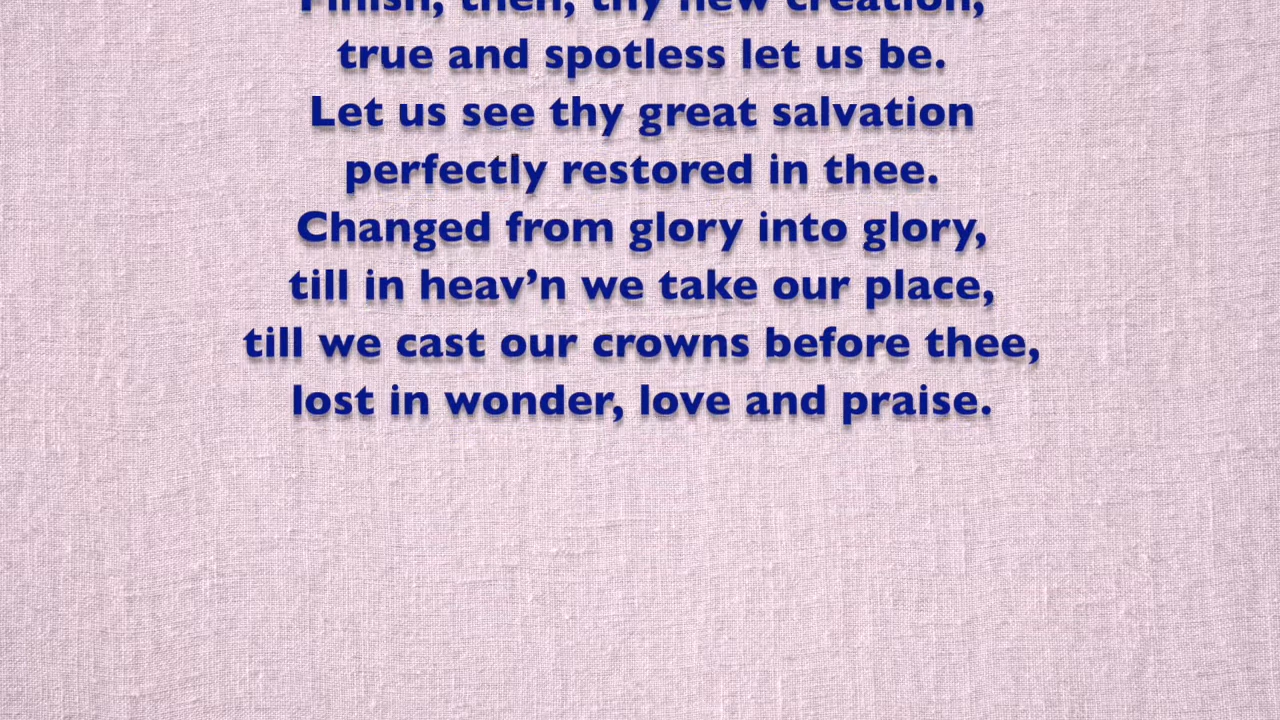 Finish, then, thy new creation,
true and spotless let us be.
Let us see thy great salvation
perfectly restored in thee.
Changed from glory into glory,
till in heav’n we take our place,
till we cast our crowns before thee,
lost in wonder, love and praise.